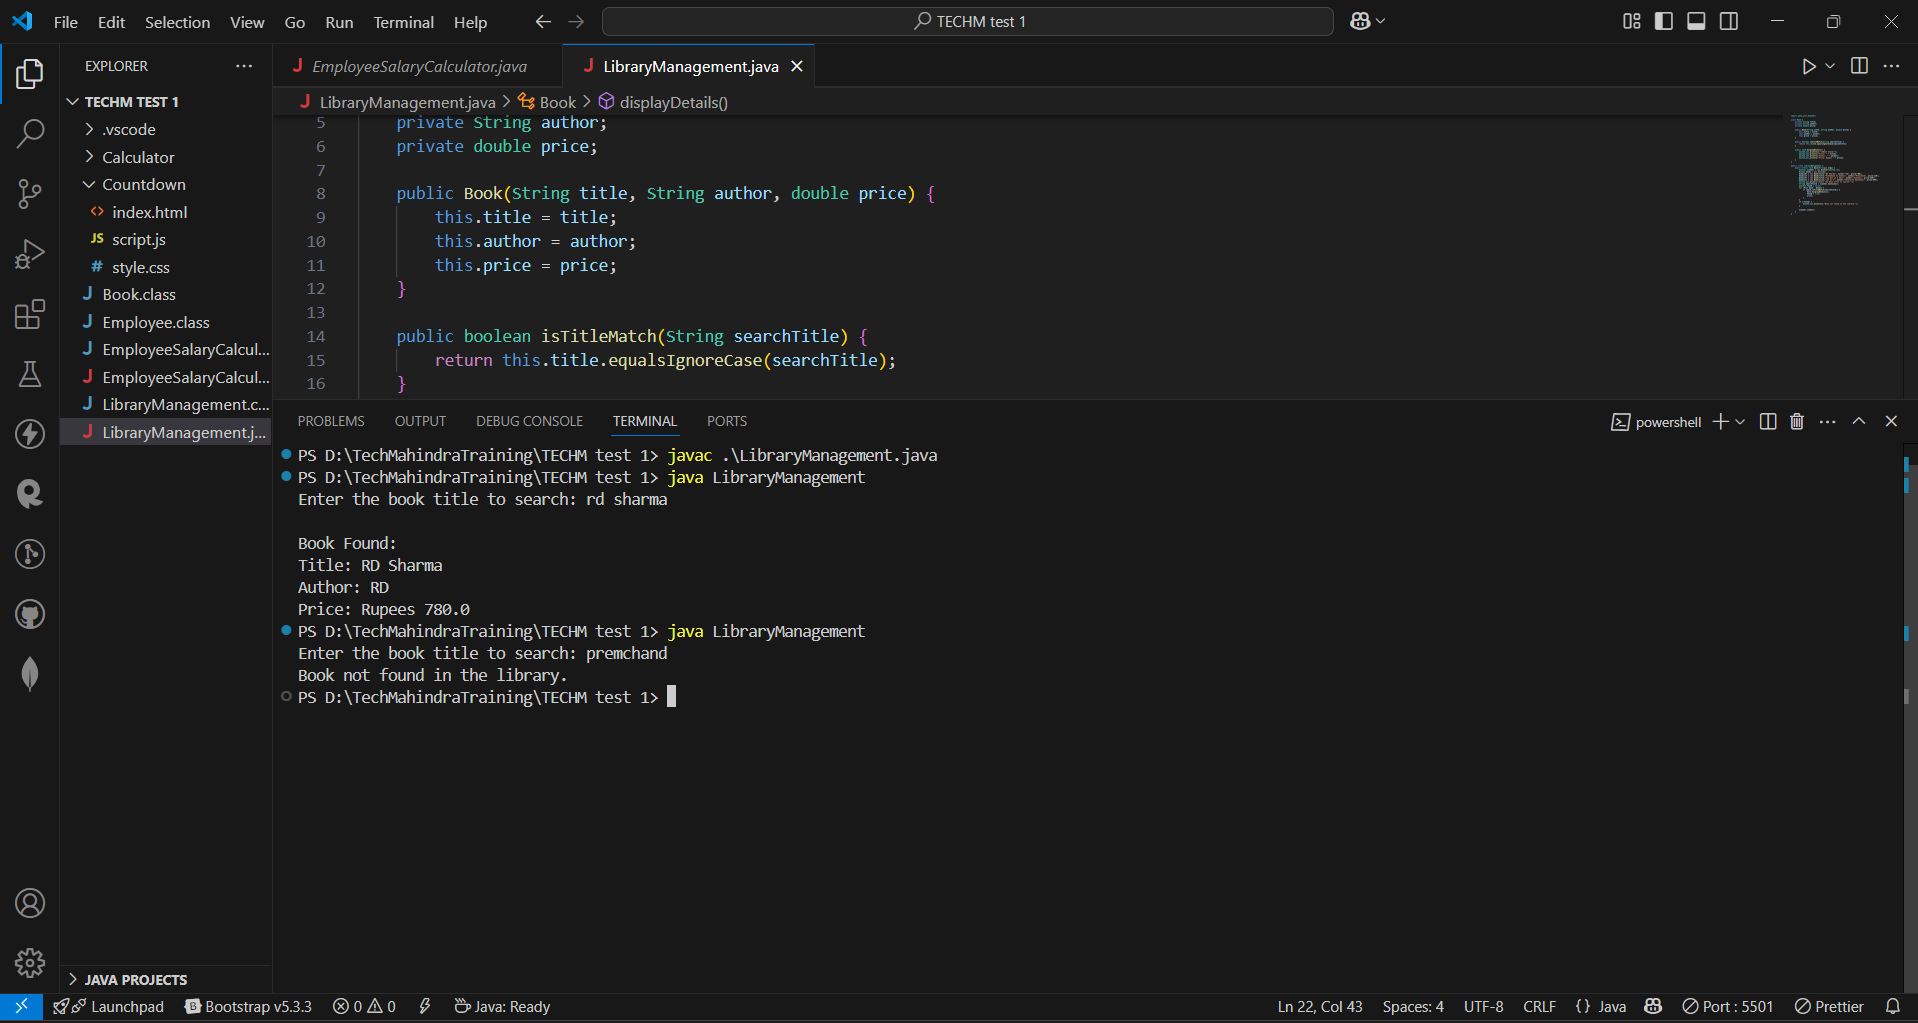 File Edit Selection View Go Run Terminal Help
TECHM test 1
EXPLORER
TECHM TEST 1
.vscode
Calculator
Countdown
<> index.html
JS script.js
# style.css
J Book.class
J Employee.class
J EmployeeSalaryCalcul...
J EmployeeSalaryCalcul...
J LibraryManagement.c...
J LibraryManagement.j...
JAVA PROJECTS
J EmployeeSalaryCalculator.java
J LibraryManagement.java
J LibraryManagement.java > Book > displayDetails()
5 private String author;
6 private double price;
7
8 public Book(String title, String author, double price) {
9 this.title = title;
10 this.author = author;
11 this.price = price;
12 }
13
14 public boolean isTitleMatch(String searchTitle) {
15 return this.title.equalsIgnoreCase(searchTitle);
16 }
PROBLEMS OUTPUT DEBUG CONSOLE TERMINAL PORTS
powershell
PS D:\TechMahindraTraining\TECHM test 1> javac .\LibraryManagement.java
PS D:\TechMahindraTraining\TECHM test 1> java LibraryManagement
Enter the book title to search: rd sharma
Book Found:
Title: RD Sharma
Author: RD
Price: Rupees 780.0
PS D:\TechMahindraTraining\TECHM test 1> java LibraryManagement
Enter the book title to search: premchand
Book not found in the library.
PS D:\TechMahindraTraining\TECHM test 1>
Launchpad B Bootstrap v5.3.3 0 0 Java: Ready
Ln 22, Col 43 Spaces: 4 UTF-8 CRLF {} Java Port : 5501 Prettier